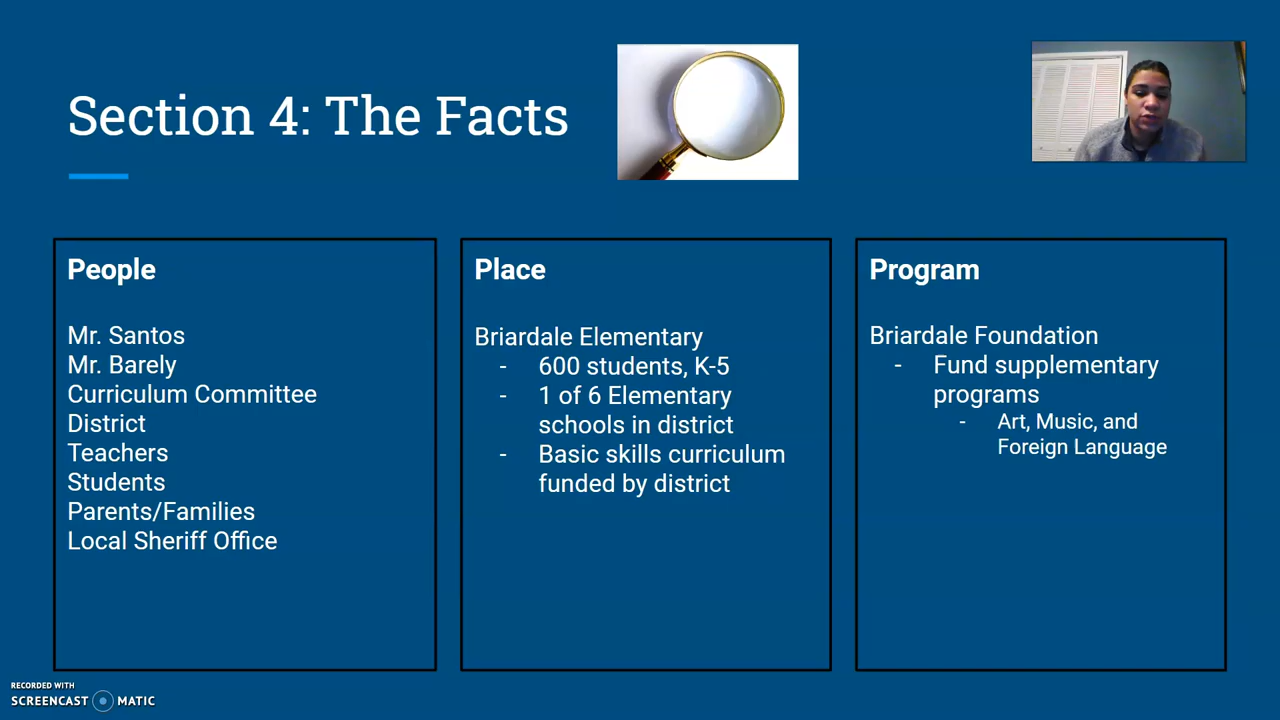 Section 4: The Facts
People
Mr. Santos
Mr. Barely
Curriculum Committee
District
Teachers
Students
Parents/Families
Local Sheriff Office
Place
Briardale Elementary
- 600 students, K-5
- 1 of 6 Elementary
schools in district
- Basic skills curriculum
funded by district
Program
Briardale Foundation
- Fund supplementary
programs
- Art, Music, and
Foreign Language
RECORDED WITH
SCREENCAST MATIC